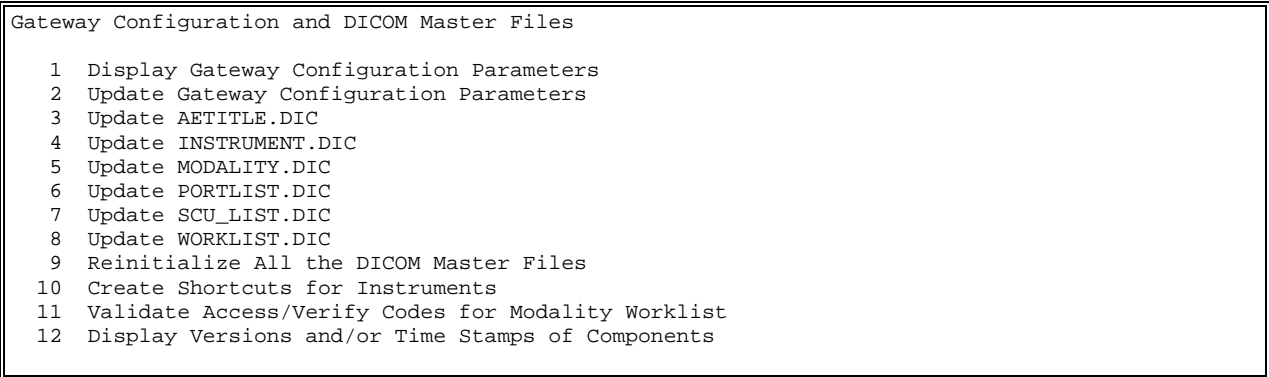 Gateway Configuration and DICOM Master Files
1 Display Gateway Configuration Parameters
2 Update Gateway Configuration Parameters
3 Update AETITLE.DIC
4 Update INSTRUMENT.DIC
5 Update MODALITY.DIC
6 Update PORTLIST.DIC
7 Update SCU_LIST.DIC
8 Update WORKLIST.DIC
9 Reinitialize All the DICOM Master Files
10 Create Shortcuts for Instruments
11 Validate Access/Verify Codes for Modality Worklist
12 Display Versions and/or Time Stamps of Components